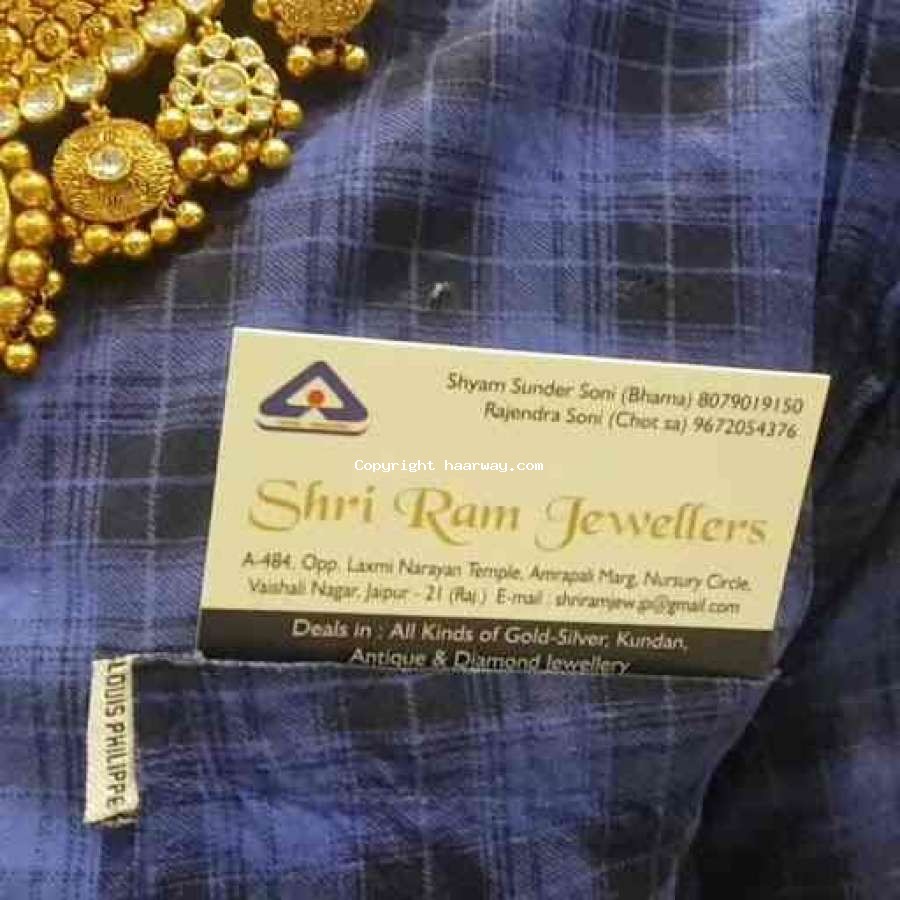 Shyam Sunder Soni (Bhama) 8079019150
Rajendra Soni (Chot sa) 9672054376
Copyright haarway.com
Shri Ram Jewellers
A-484, Opp. Laxmi Narayan Temple, Amrapali Marg, Nursury Circle,
Vaishali Nagar, Jaipur - 21 (Raj.) E-mail : shriramjew.jp@gmail.com
Deals in : All Kinds of Gold-Silver, Kundan,
Antique & Diamond Jewellery
LOUIS PHILIPPE